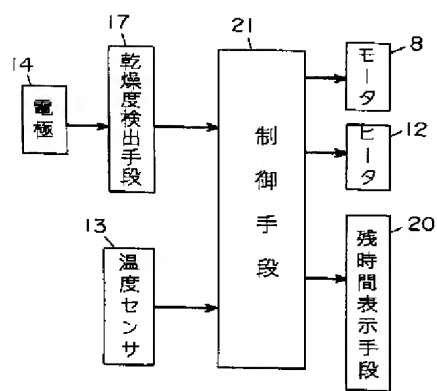 14
電極
17
乾燥度検出手段
13
温度センサ
21
制御手段
8
モータ
12
ヒータ
20
残時間表示手段